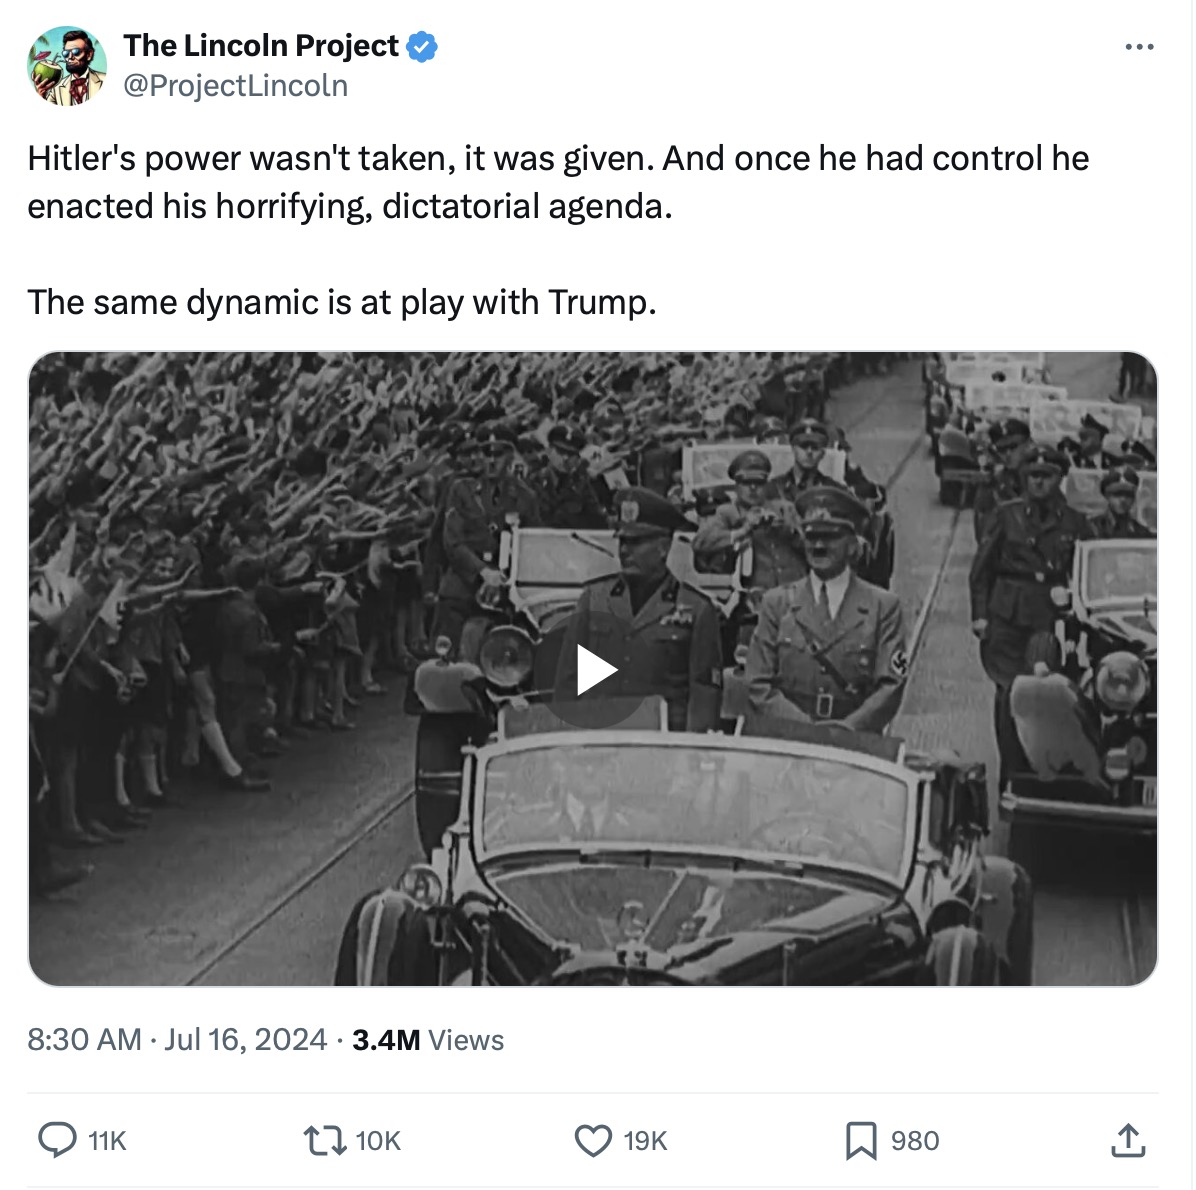 The Lincoln Project
@ProjectLincoln
Hitler's power wasn't taken, it was given. And once he had control he
enacted his horrifying, dictatorial agenda.
The same dynamic is at play with Trump.
8:30 AM · Jul 16, 2024 · 3.4M Views
11K 10K 19K 980